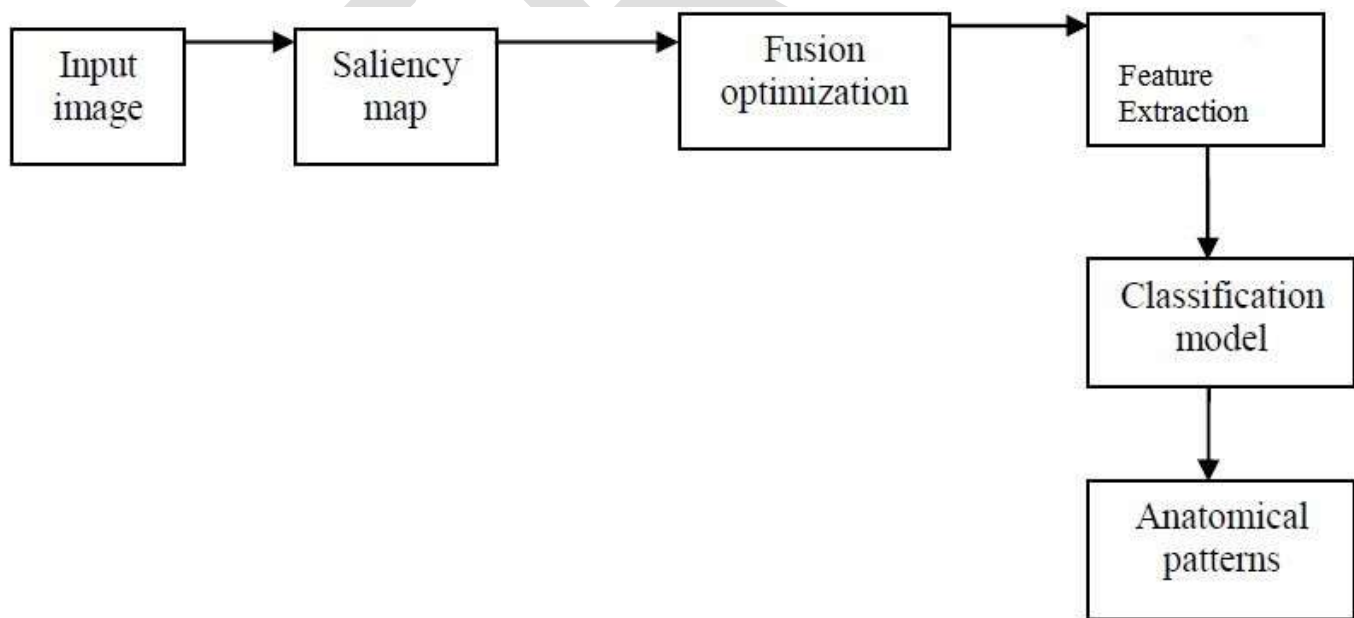 Input
image
Saliency
map
Fusion
optimization
Feature
Extraction
Classification
model
Anatomical
patterns